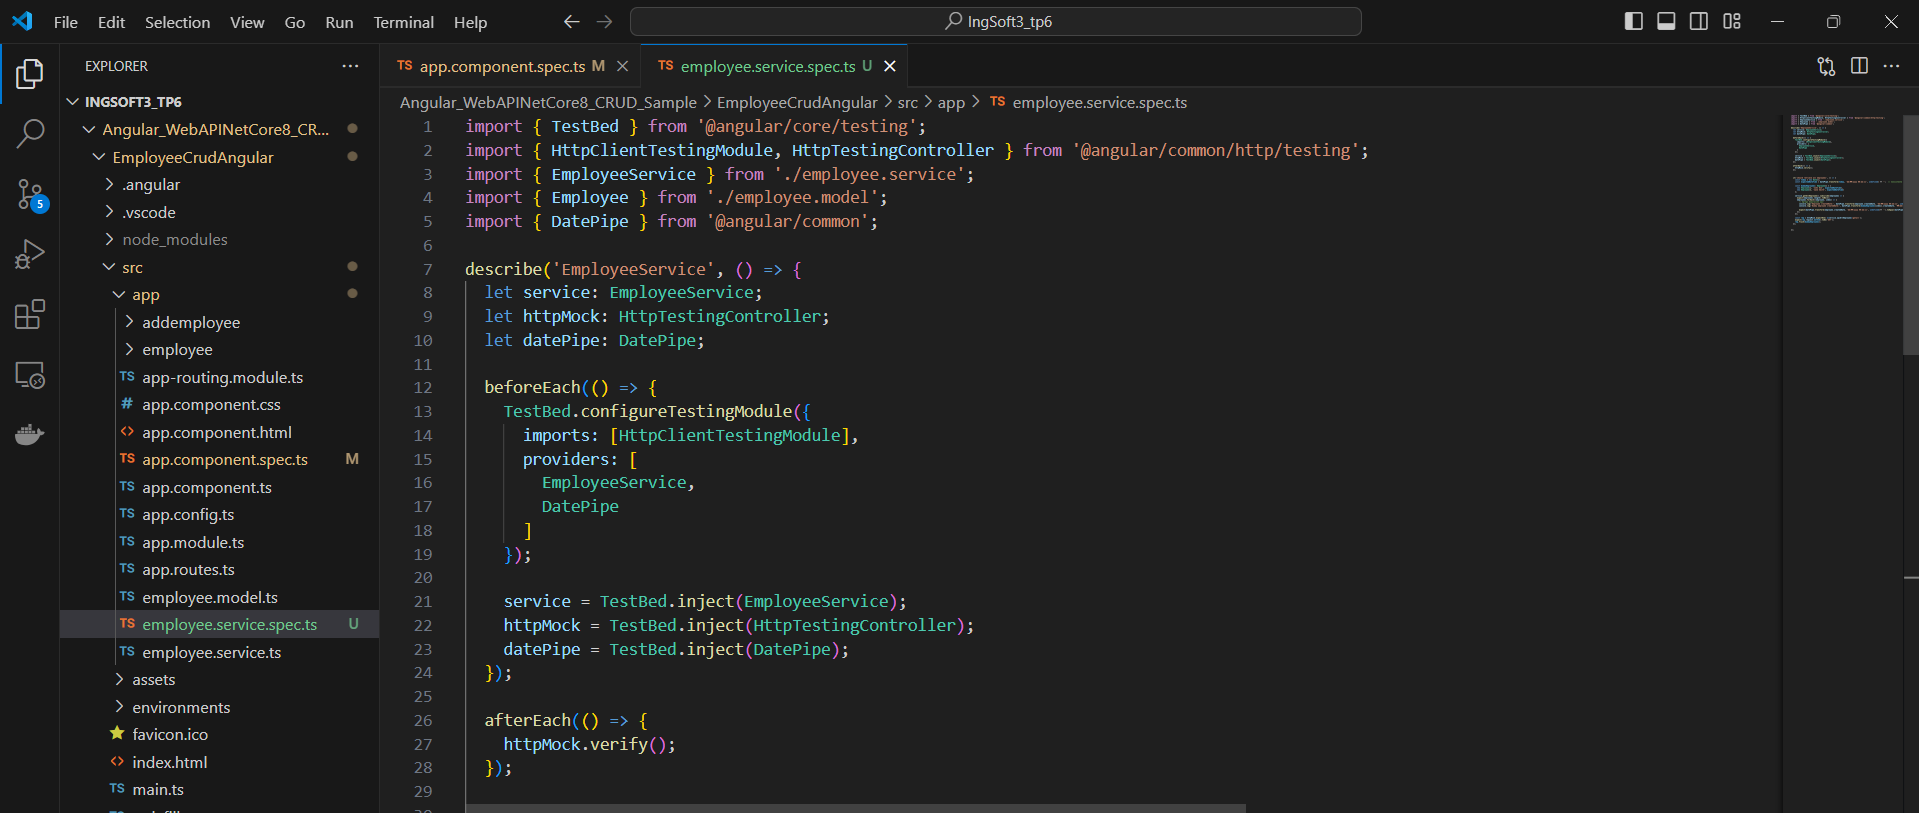 File Edit Selection View Go Run Terminal Help
IngSoft3_tp6
EXPLORER
INGSOFT3_TP6
Angular_WebAPINetCore8_CR...
EmployeeCrudAngular
.angular
.vscode
node_modules
src
app
addemployee
employee
TS app-routing.module.ts
# app.component.css
<> app.component.html
TS app.component.spec.ts M
TS app.component.ts
TS app.config.ts
TS app.module.ts
TS app.routes.ts
TS employee.model.ts
TS employee.service.spec.ts U
TS employee.service.ts
assets
environments
favicon.ico
<> index.html
TS main.ts
5
TS app.component.spec.ts M
TS employee.service.spec.ts U
Angular_WebAPINetCore8_CRUD_Sample > EmployeeCrudAngular > src > app > TS employee.service.spec.ts
1 import { TestBed } from '@angular/core/testing';
2 import { HttpClientTestingModule, HttpTestingController } from '@angular/common/http/testing';
3 import { EmployeeService } from './employee.service';
4 import { Employee } from './employee.model';
5 import { DatePipe } from '@angular/common';
6
7 describe('EmployeeService', () => {
8 let service: EmployeeService;
9 let httpMock: HttpTestingController;
10 let datePipe: DatePipe;
11
12 beforeEach(() => {
13 TestBed.configureTestingModule({
14 imports: [HttpClientTestingModule],
15 providers: [
16 EmployeeService,
17 DatePipe
18 ]
19 });
20
21 service = TestBed.inject(EmployeeService);
22 httpMock = TestBed.inject(HttpTestingController);
23 datePipe = TestBed.inject(DatePipe);
24 });
25
26 afterEach(() => {
27 httpMock.verify();
28 });
29